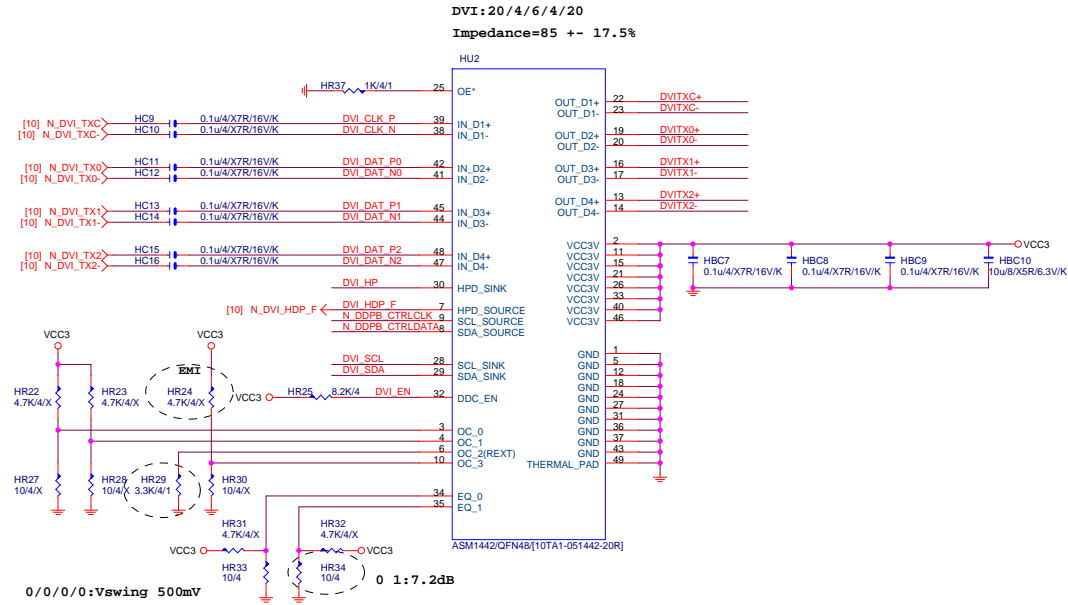 DVI:20/4/6/4/20
Impedance=85 +- 17.5%
HU2
HR37 1K/4/1 25 OE*
[10] N_DVI_TXC HC9 0.1u/4/X7R/16V/K DVI_CLK_P 39 IN_D1+
[10] N_DVI_TXC- HC10 0.1u/4/X7R/16V/K DVI_CLK_N 38 IN_D1-
[10] N_DVI_TX0 HC11 0.1u/4/X7R/16V/K DVI_DAT_P0 42 IN_D2+
[10] N_DVI_TX0- HC12 0.1u/4/X7R/16V/K DVI_DAT_N0 41 IN_D2-
[10] N_DVI_TX1 HC13 0.1u/4/X7R/16V/K DVI_DAT_P1 45 IN_D3+
[10] N_DVI_TX1- HC14 0.1u/4/X7R/16V/K DVI_DAT_N1 44 IN_D3-
[10] N_DVI_TX2 HC15 0.1u/4/X7R/16V/K DVI_DAT_P2 48 IN_D4+
[10] N_DVI_TX2- HC16 0.1u/4/X7R/16V/K DVI_DAT_N2 47 IN_D4-
DVI_HP 30 HPD_SINK
[10] N_DVI_HDP_F DVI_HDP_F 7 HPD_SOURCE
N_DDPB_CTRLCLK 9 SCL_SOURCE
N_DDPB_CTRLDATA 8 SDA_SOURCE
DVI_SCL 28 SCL_SINK
DVI_SDA 29 SDA_SINK
VCC3 HR25 8.2K/4 DVI_EN 32 DDC_EN
3 OC_0
4 OC_1
6 OC_2(REXT)
10 OC_3
34 EQ_0
35 EQ_1
OUT_D1+ 22 DVITXC+
OUT_D1- 23 DVITXC-
OUT_D2+ 19 DVITX0+
OUT_D2- 20 DVITX0-
OUT_D3+ 16 DVITX1+
OUT_D3- 17 DVITX1-
OUT_D4+ 13 DVITX2+
OUT_D4- 14 DVITX2-
VCC3V 2
VCC3V 11
VCC3V 15
VCC3V 21
VCC3V 26
VCC3V 33
VCC3V 40
VCC3V 46
VCC3
HBC7 0.1u/4/X7R/16V/K
HBC8 0.1u/4/X7R/16V/K
HBC9 0.1u/4/X7R/16V/K
HBC10 10u/8/X5R/6.3V/K
GND 1
GND 5
GND 12
GND 18
GND 24
GND 27
GND 31
GND 36
GND 37
GND 43
THERMAL_PAD 49
VCC3
VCC3
EMI
HR22 4.7K/4/X
HR23 4.7K/4/X
HR24 4.7K/4/X
HR27 10/4/X
HR28 10/4/X
HR29 3.3K/4/1
HR30 10/4/X
VCC3 HR31 4.7K/4/X
HR32 4.7K/4/X VCC3
HR33 10/4
HR34 10/4
ASM1442/QFN48/[10TA1-051442-20R]
0 1:7.2dB
0/0/0/0:Vswing 500mV